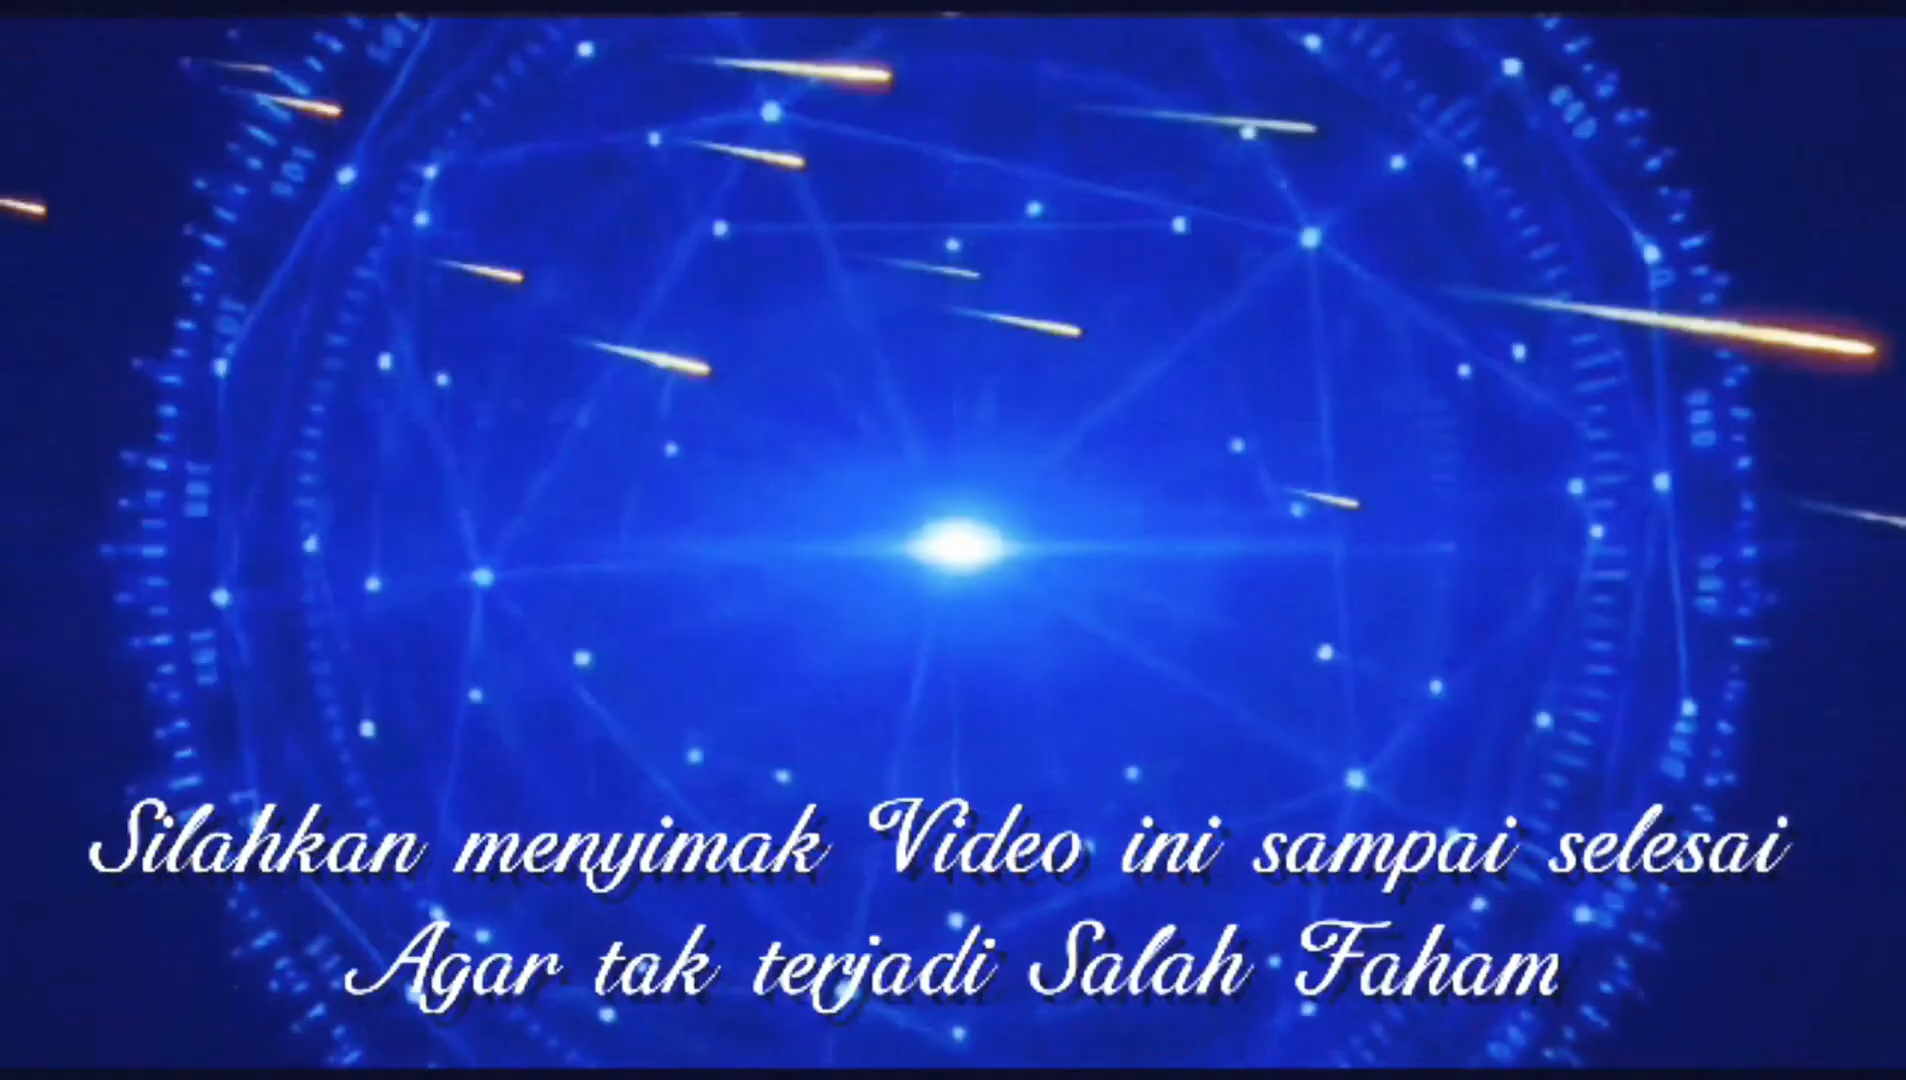 Silahkan menyimak Video ini sampai selesai
Agar tak terjadi Salah Faham